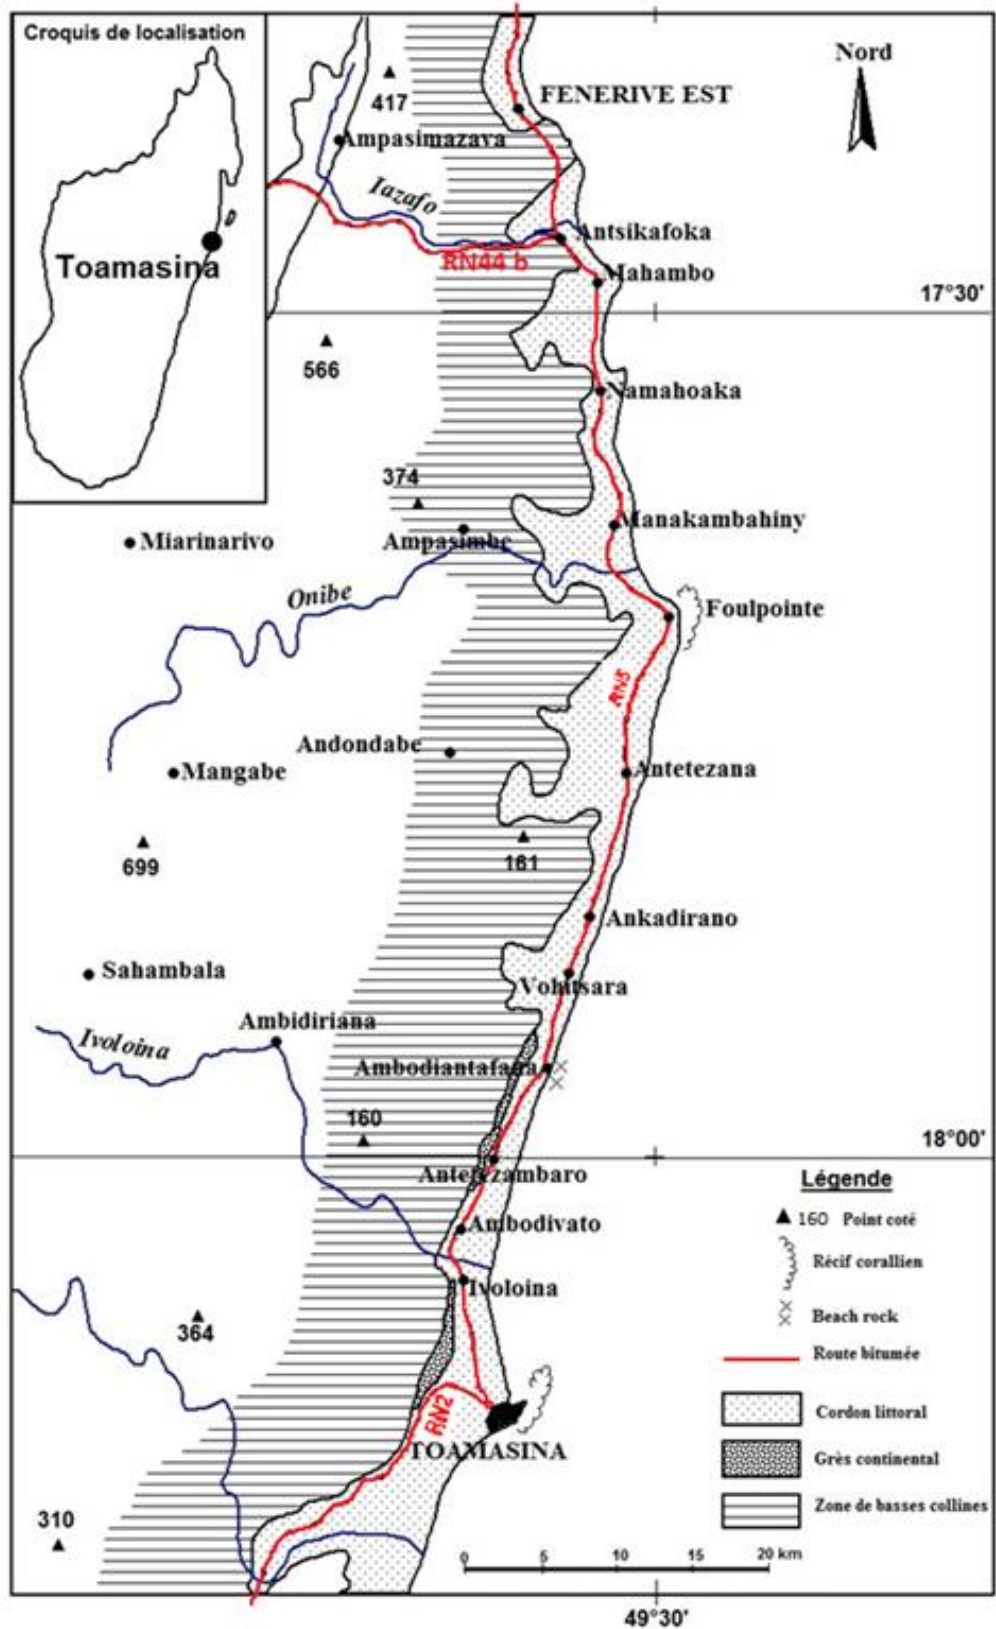 Croquis de localisation
Nord
417
FENERIVE EST
Ampasimazava
Iazafo
Antsikafoka
D
Toamasina
RN44 b
Mahambo
17°30'
566
Namahoaka
374
Manakambahiny
Miarinarivo
Ampasimbe
Onibe
Foulpointe
RN5
Andondabe
Mangabe
Antetezana
699
161
Ankadirano
Sahambala
Vohitsara
Ambidiriana
Ivoloina
Ambodiantafana
160
18°00'
Antetezambaro
Légende
160 Point coté
Ambodivato
Récif corallien
Ivoloina
Beach rock
364
Route bitumée
RN2
Cordon littoral
TOAMASINA
Grès continental
Zone de basses collines
310
0 5 10 15 20 km
49°30'